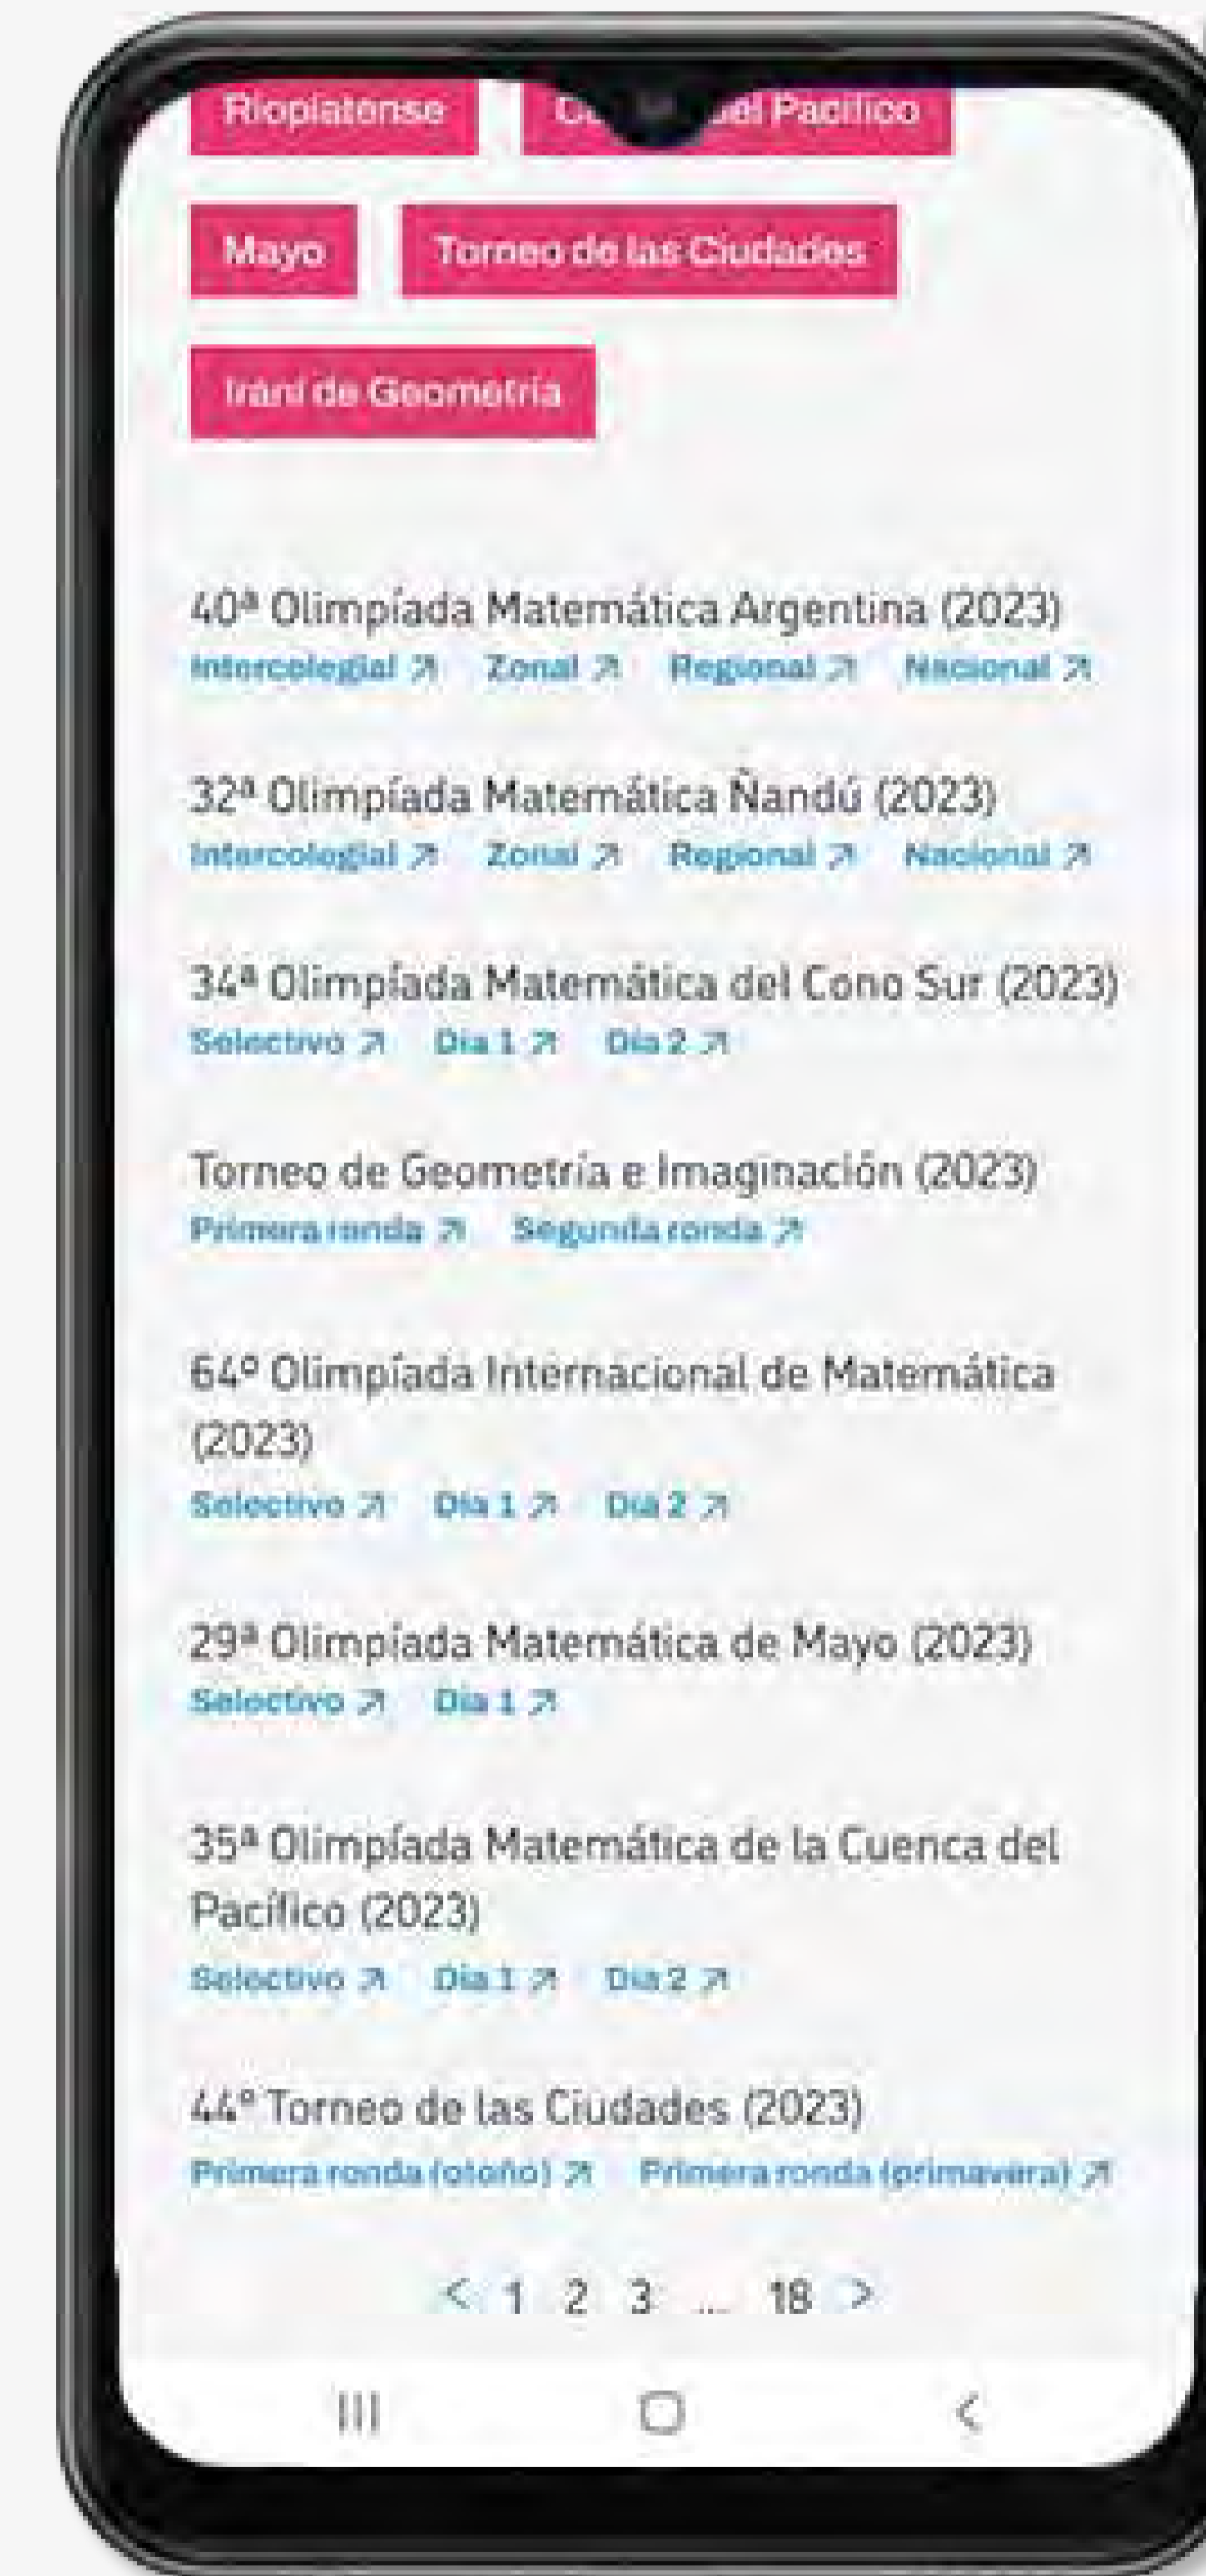 Rioplatense
del Pacífico
Mayo
Torneo de las Ciudades
Iraní de Geometría
40ª Olimpíada Matemática Argentina (2023)
Intercolegial ↗ Zonal ↗ Regional ↗ Nacional ↗
32ª Olimpíada Matemática Ñandú (2023)
Intercolegial ↗ Zonal ↗ Regional ↗ Nacional ↗
34ª Olimpíada Matemática del Cono Sur (2023)
Selectivo ↗ Día 1 ↗ Día 2 ↗
Torneo de Geometría e Imaginación (2023)
Primera ronda ↗ Segunda ronda ↗
64º Olimpíada Internacional de Matemática
(2023)
Selectivo ↗ Día 1 ↗ Día 2 ↗
29ª Olimpíada Matemática de Mayo (2023)
Selectivo ↗ Día 1 ↗
35ª Olimpíada Matemática de la Cuenca del
Pacífico (2023)
Selectivo ↗ Día 1 ↗ Día 2 ↗
44º Torneo de las Ciudades (2023)
Primera ronda (otoño) ↗ Primera ronda (primavera) ↗
< 1 2 3 ... 18 >